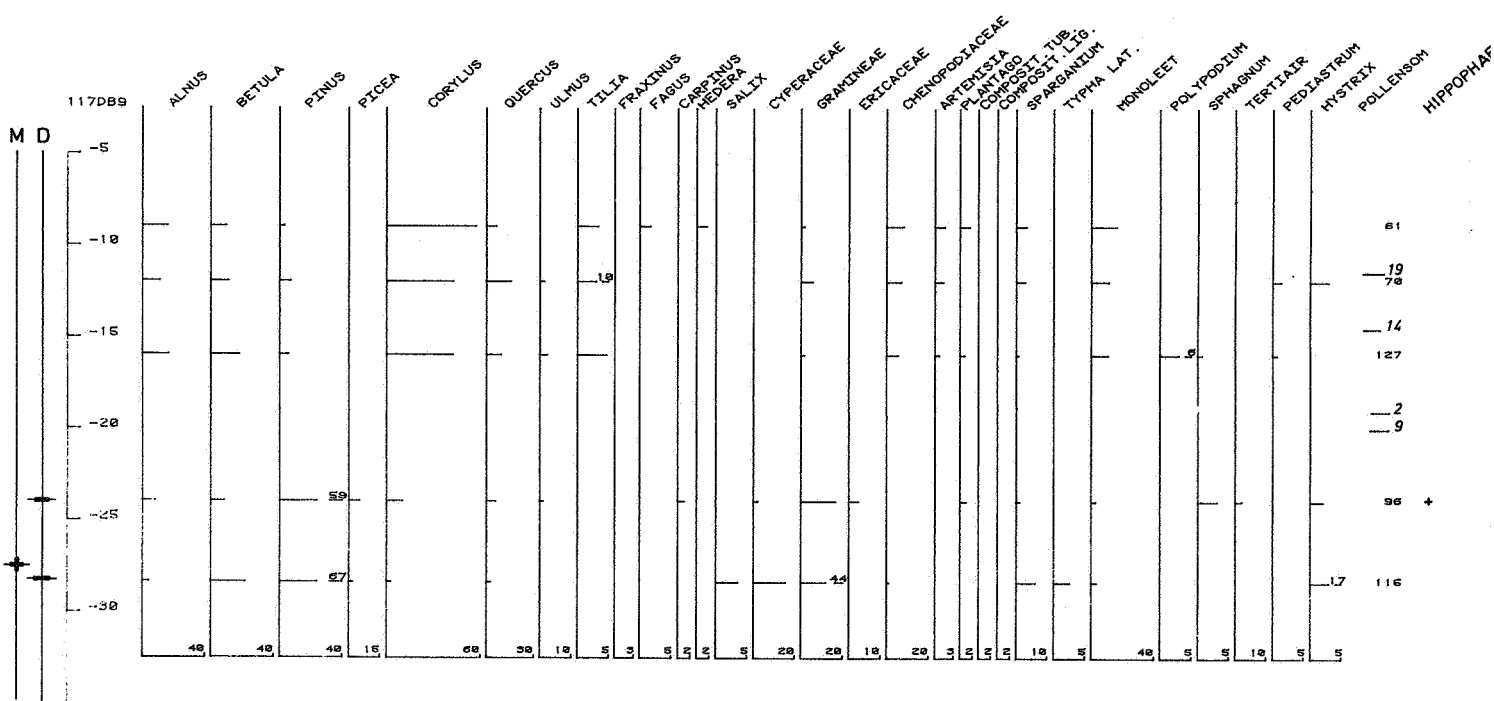 117DB9 ALNUS BETULA PINUS PICEA CORYLUS QUERCUS ULMUS TILIA FRAXINUS FAGUS CARPINUS HEDERA SALIX CYPERACEAE GRAMINEAE ERICACEAE CHENOPODIACEAE ARTEMISIA PLANTAGO COMPOSIT.TUB. COMPOSIT.LIG. SPARGANIUM TYPHA LAT. MONOLEET POLYPODIUM SPHAGNUM TERTIAIR PEDIASTRUM HYSTRIX POLLENSOM HIPPOPHAE
M D
-5
61
-10
19
10 70
-15 14
127
-20 2
9
59 96 +
-25
67 44 17 116
-30
40 40 40 15 60 30 10 5 3 5 2 2 5 20 20 10 20 3 2 2 2 10 5 40 5 5 10 5 5